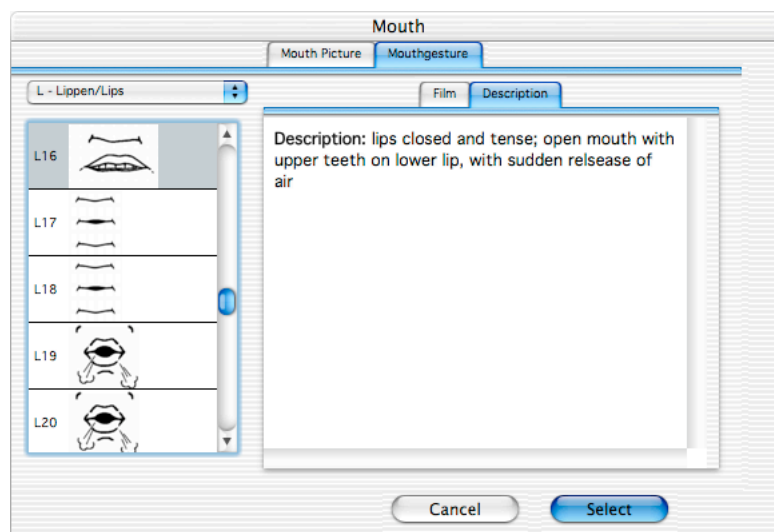 Mouth
Mouth Picture
Mouthgesture
L - Lippen/Lips
Film
Description
L16
L17
L18
L19
L20
Description: lips closed and tense; open mouth with
upper teeth on lower lip, with sudden relsease of
air
Cancel
Select